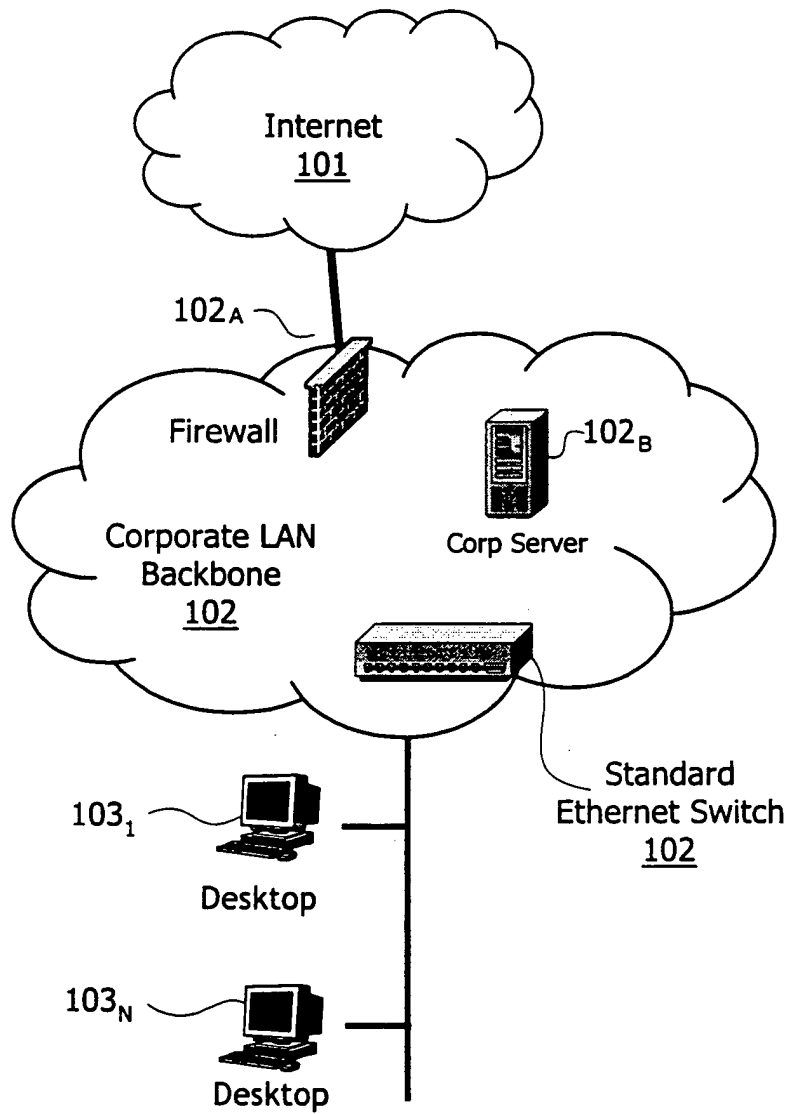 Internet
101
102A
Firewall
102B
Corp Server
Corporate LAN
Backbone
102
Standard
Ethernet Switch
102
1031
Desktop
103N
Desktop